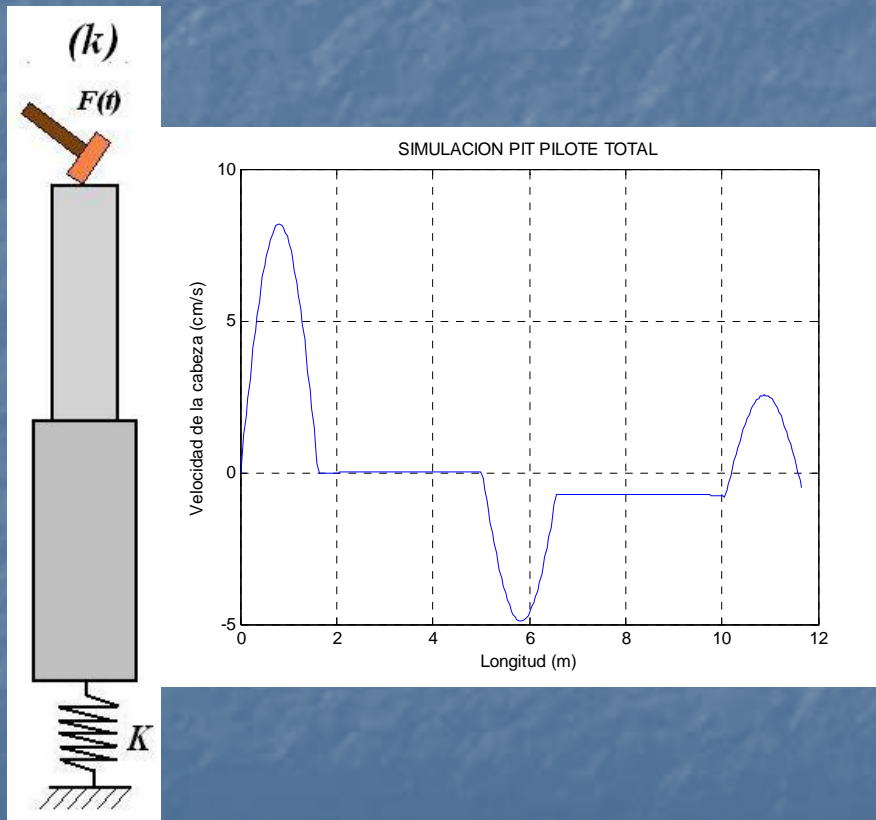 (k)
F(t)
K
SIMULACION PIT PILOTE TOTAL
Velocidad de la cabeza (cm/s)
10
5
0
-5
0 2 4 6 8 10 12
Longitud (m)